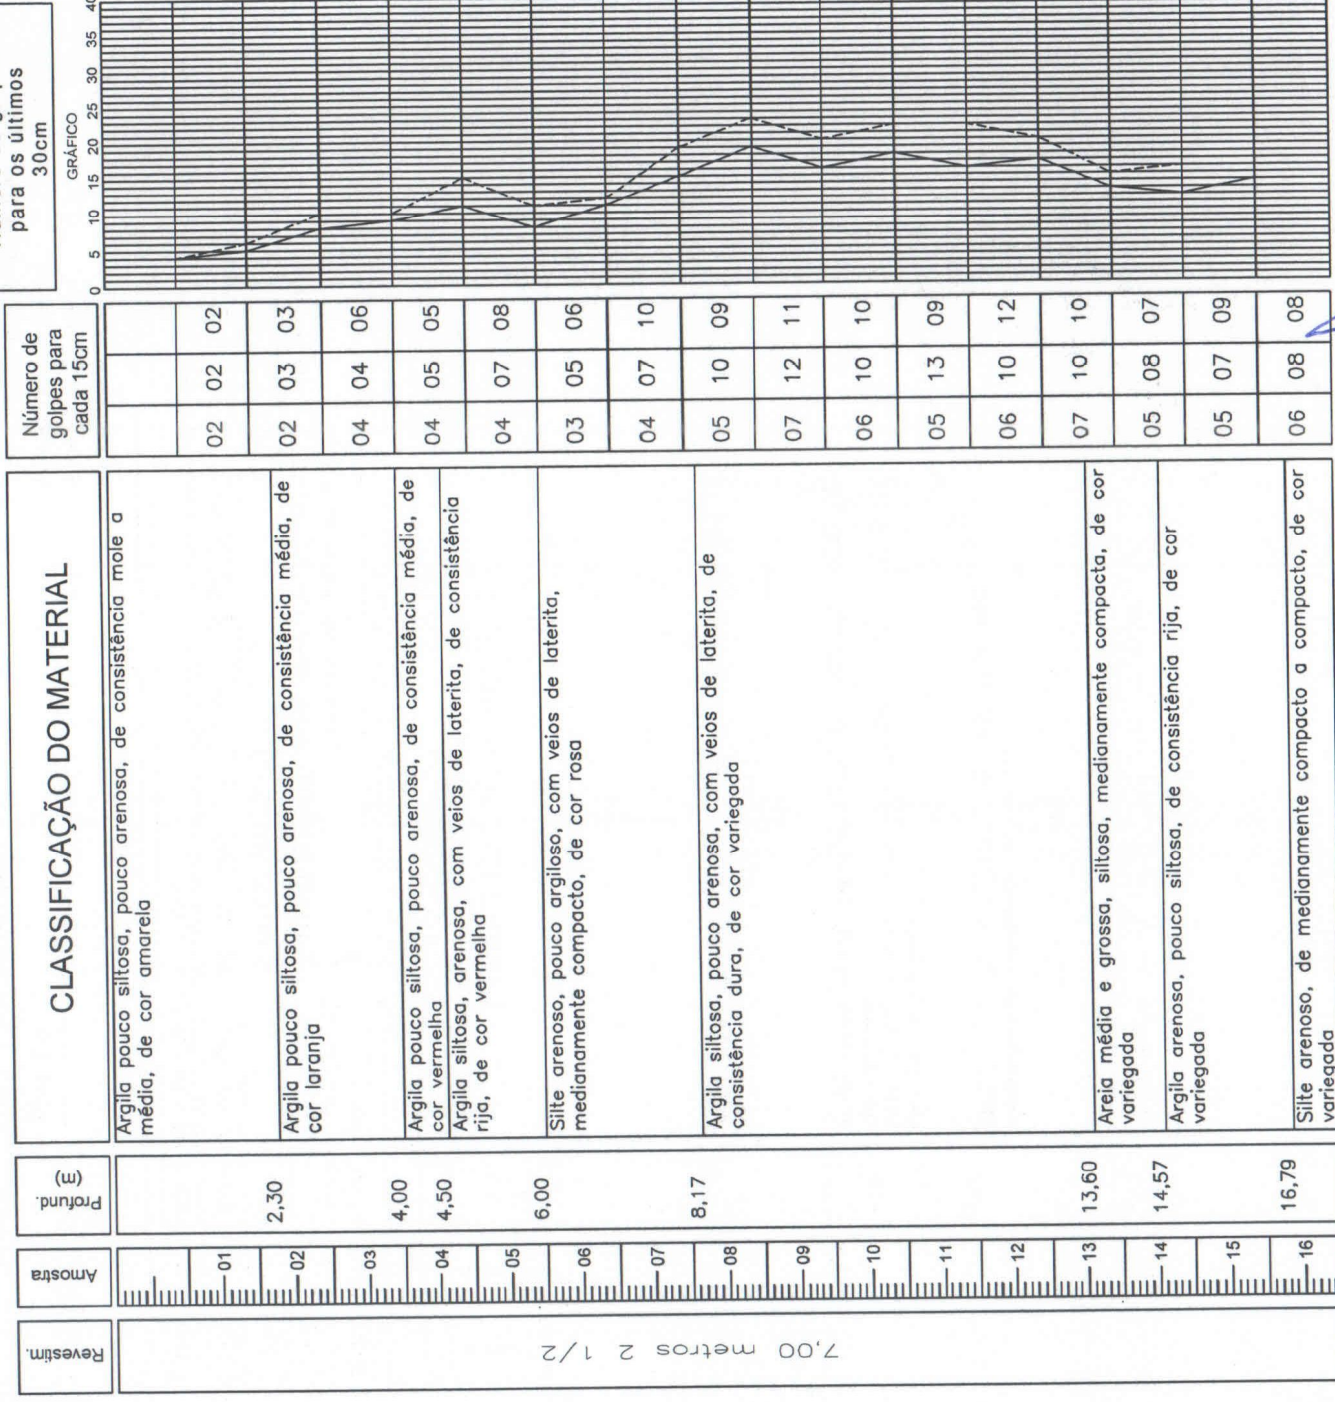 Revestim.
Amostra
Profund.
(m)
CLASSIFICAÇÃO DO MATERIAL
Número de
golpes para
cada 15cm
para os últimos
30cm
GRÁFICO
0 5 10 15 20 25 30 35 40
7,00 metros 2 1/2
Argila pouco siltosa, pouco arenosa, de consistência mole a
média, de cor amarela
01 02 02 02
2,30
Argila pouco siltosa, pouco arenosa, de consistência média, de
cor laranja
02 02 03 03
03 04 04 06
4,00
Argila pouco siltosa, pouco arenosa, de consistência média, de
cor vermelha
04 04 05 05
4,50
Argila siltosa, arenosa, com veios de laterita, de consistência
rija, de cor vermelha
05 04 07 08
6,00
Silte arenoso, pouco argiloso, com veios de laterita,
medianamente compacto, de cor rosa
06 03 05 06
07 04 07 10
8,17
Argila siltosa, pouco arenosa, com veios de laterita, de
consistência dura, de cor variegada
08 05 10 09
09 07 12 11
10 06 10 10
11 05 13 09
12 06 10 12
13 07 10 10
13,60
Areia média e grossa, siltosa, medianamente compacta, de cor
variegada
14 05 08 07
14,57
Argila arenosa, pouco siltosa, de consistência rija, de cor
variegada
15 05 07 09
16,79
Silte arenoso, de medianamente compacto a compacto, de cor
variegada
16 06 08 08